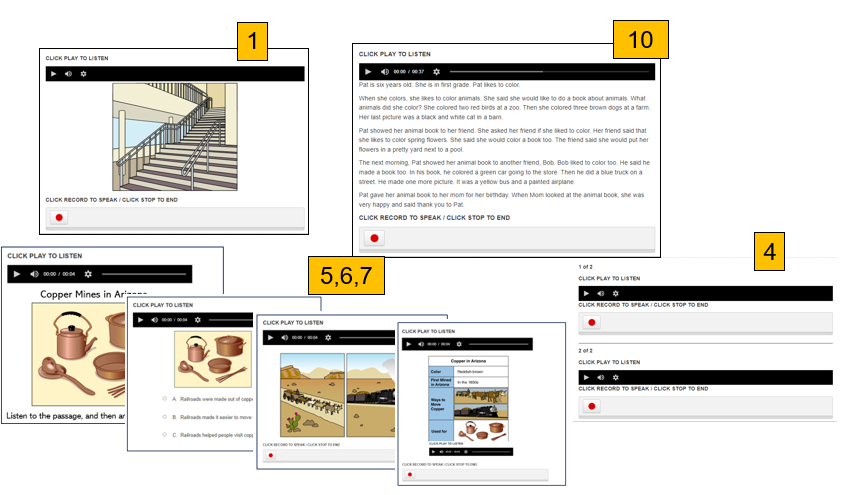 1
CLICK PLAY TO LISTEN
CLICK RECORD TO SPEAK / CLICK STOP TO END
10
CLICK PLAY TO LISTEN
00:00 / 00:37
Pat is six years old. She is in first grade. Pat likes to color.
When she colors, she likes to color animals. She said she would like to do a book about animals. What
animals did she color? She colored two red birds at a zoo. Then she colored three brown dogs at a farm.
Her last picture was a black and white cat in a barn.
Pat showed her animal book to her friend. She asked her friend if she liked to color. Her friend said that
she likes to color spring flowers. She said she would color a book too. The friend said she would put her
flowers in a pretty yard next to a pool.
The next morning, Pat showed her animal book to another friend, Bob. Bob liked to color too. He said he
made a book too. In his book, he colored a green car going to the store. Then he did a blue truck on a
street. He made one more picture. It was a yellow bus and a painted airplane.
Pat gave her animal book to her mom for her birthday. When Mom looked at the animal book, she was
very happy and said thank you to Pat.
CLICK RECORD TO SPEAK / CLICK STOP TO END
5,6,7
CLICK PLAY TO LISTEN
00:00 / 00:04
Copper Mines in Arizona
Listen to the passage, and then an
CLICK PLAY TO LISTEN
00:00 / 00:04
A. Railroads were made out of copp
B. Railroads made it easier to move
C. Railroads helped people visit cop
CLICK PLAY TO LISTEN
00:00 / 00:04
CLICK RECORD TO SPEAK / CLICK STOP TO END
CLICK PLAY TO LISTEN
00:00 / 00:04
Copper in Arizona
Color
Reddish-brown
First Mined
in Arizona
In the 1800s
Ways to
Move
Copper
Used for
CLICK PLAY TO LISTEN
CLICK RECORD TO SPEAK / CLICK STOP TO END
4
1 of 2
CLICK PLAY TO LISTEN
CLICK RECORD TO SPEAK / CLICK STOP TO END
2 of 2
CLICK PLAY TO LISTEN
CLICK RECORD TO SPEAK / CLICK STOP TO END